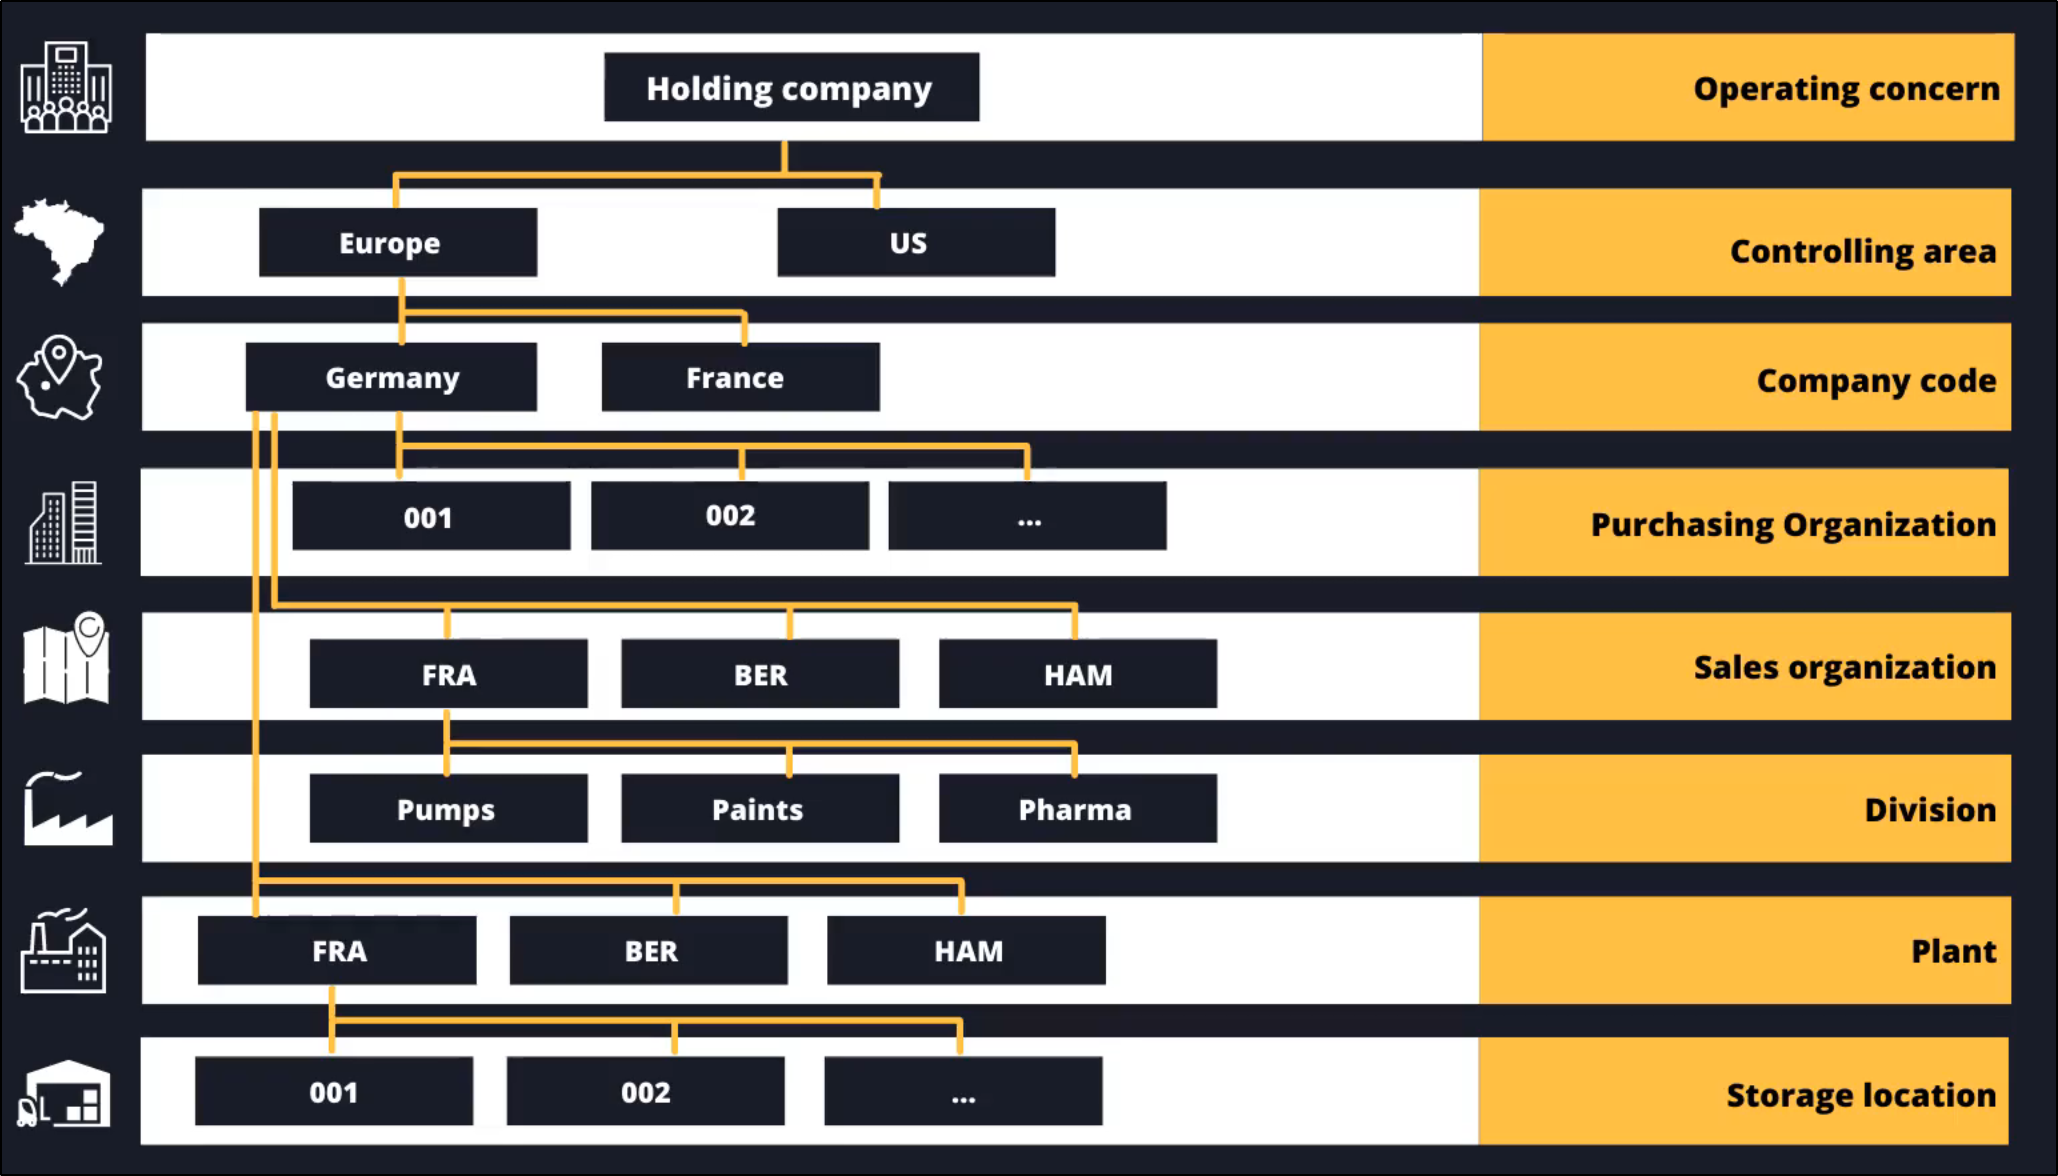 Holding company
Operating concern
Europe
US
Controlling area
Germany
France
Company code
001
002
...
Purchasing Organization
FRA
BER
HAM
Sales organization
Pumps
Paints
Pharma
Division
FRA
BER
HAM
Plant
001
002
...
Storage location